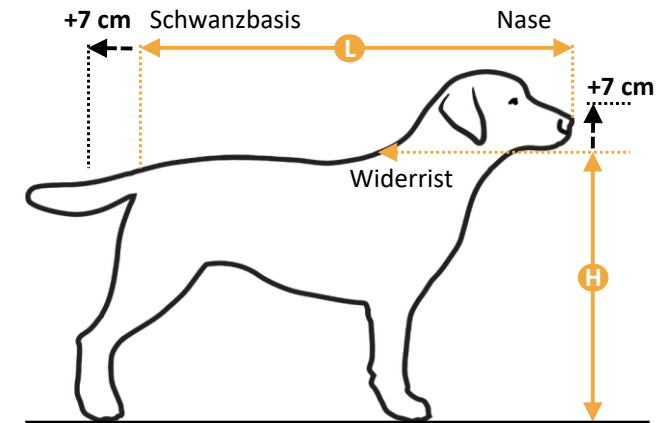 +7 cm Schwanzbasis Nase
L
+7 cm
Widerrist
H